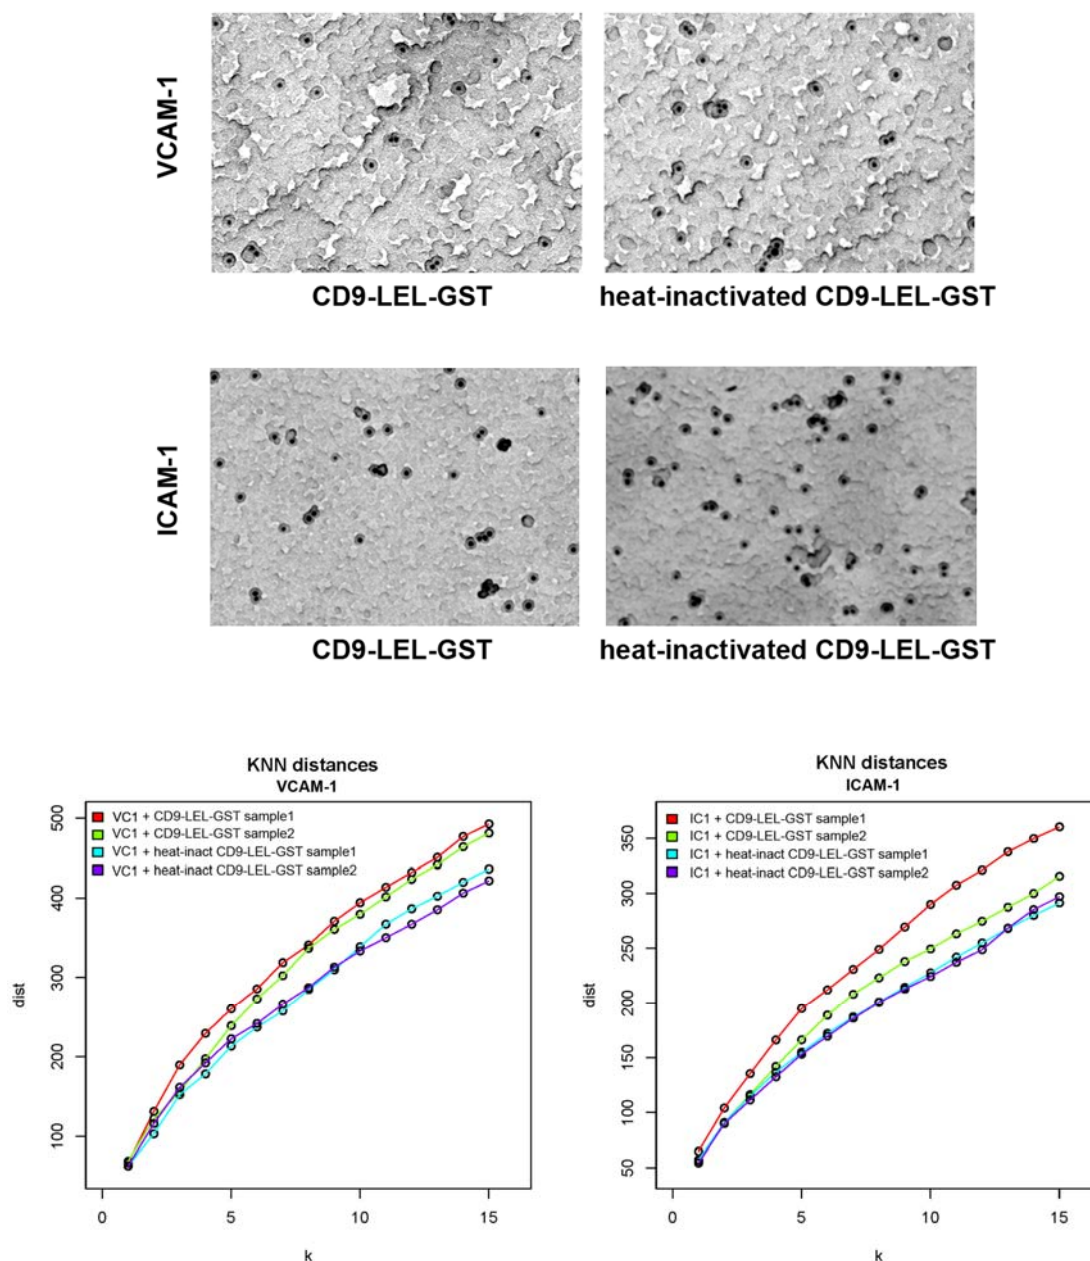 VCAM-1
CD9-LEL-GST
heat-inactivated CD9-LEL-GST
ICAM-1
CD9-LEL-GST
heat-inactivated CD9-LEL-GST
KNN distances
VCAM-1
VC1 + CD9-LEL-GST sample1
VC1 + CD9-LEL-GST sample2
VC1 + heat-inact CD9-LEL-GST sample1
VC1 + heat-inact CD9-LEL-GST sample2
500
400
300
200
100
dist
0 5 10 15
k
KNN distances
ICAM-1
IC1 + CD9-LEL-GST sample1
IC1 + CD9-LEL-GST sample2
IC1 + heat-inact CD9-LEL-GST sample1
IC1 + heat-inact CD9-LEL-GST sample2
350
300
250
200
150
100
50
dist
0 5 10 15
k